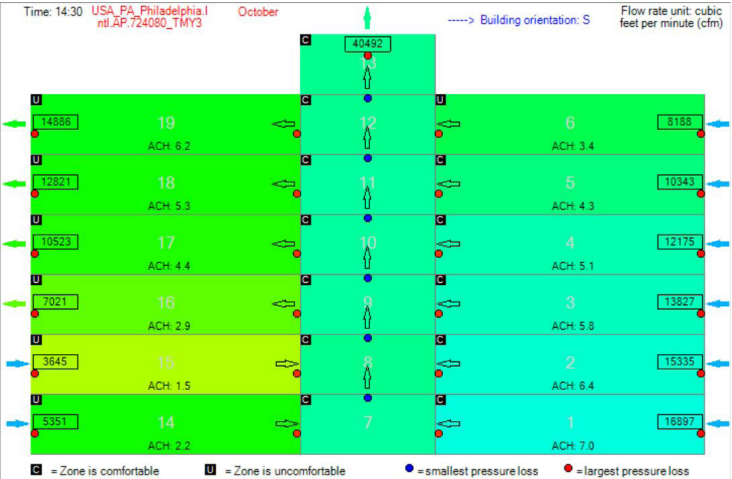 Time: 14:30 USA_PA_Philadelphia.I October
ntl.AP.724080_TMY3
-----> Building orientation: S
Flow rate unit: cubic
feet per minute (cfm)
C 40492
13
U 14886 19 ACH: 6.2
C 12
U 6 8188 ACH: 3.4
U 12821 18 ACH: 5.3
C 11
C 5 10343 ACH: 4.3
U 10523 17 ACH: 4.4
C 10
C 4 12175 ACH: 5.1
U 7021 16 ACH: 2.9
C 9
C 3 13827 ACH: 5.8
U 3645 15 ACH: 1.5
C 8
C 2 15335 ACH: 6.4
U 5351 14 ACH: 2.2
C 7
C 1 16897 ACH: 7.0
C = Zone is comfortable U = Zone is uncomfortable = smallest pressure loss = largest pressure loss